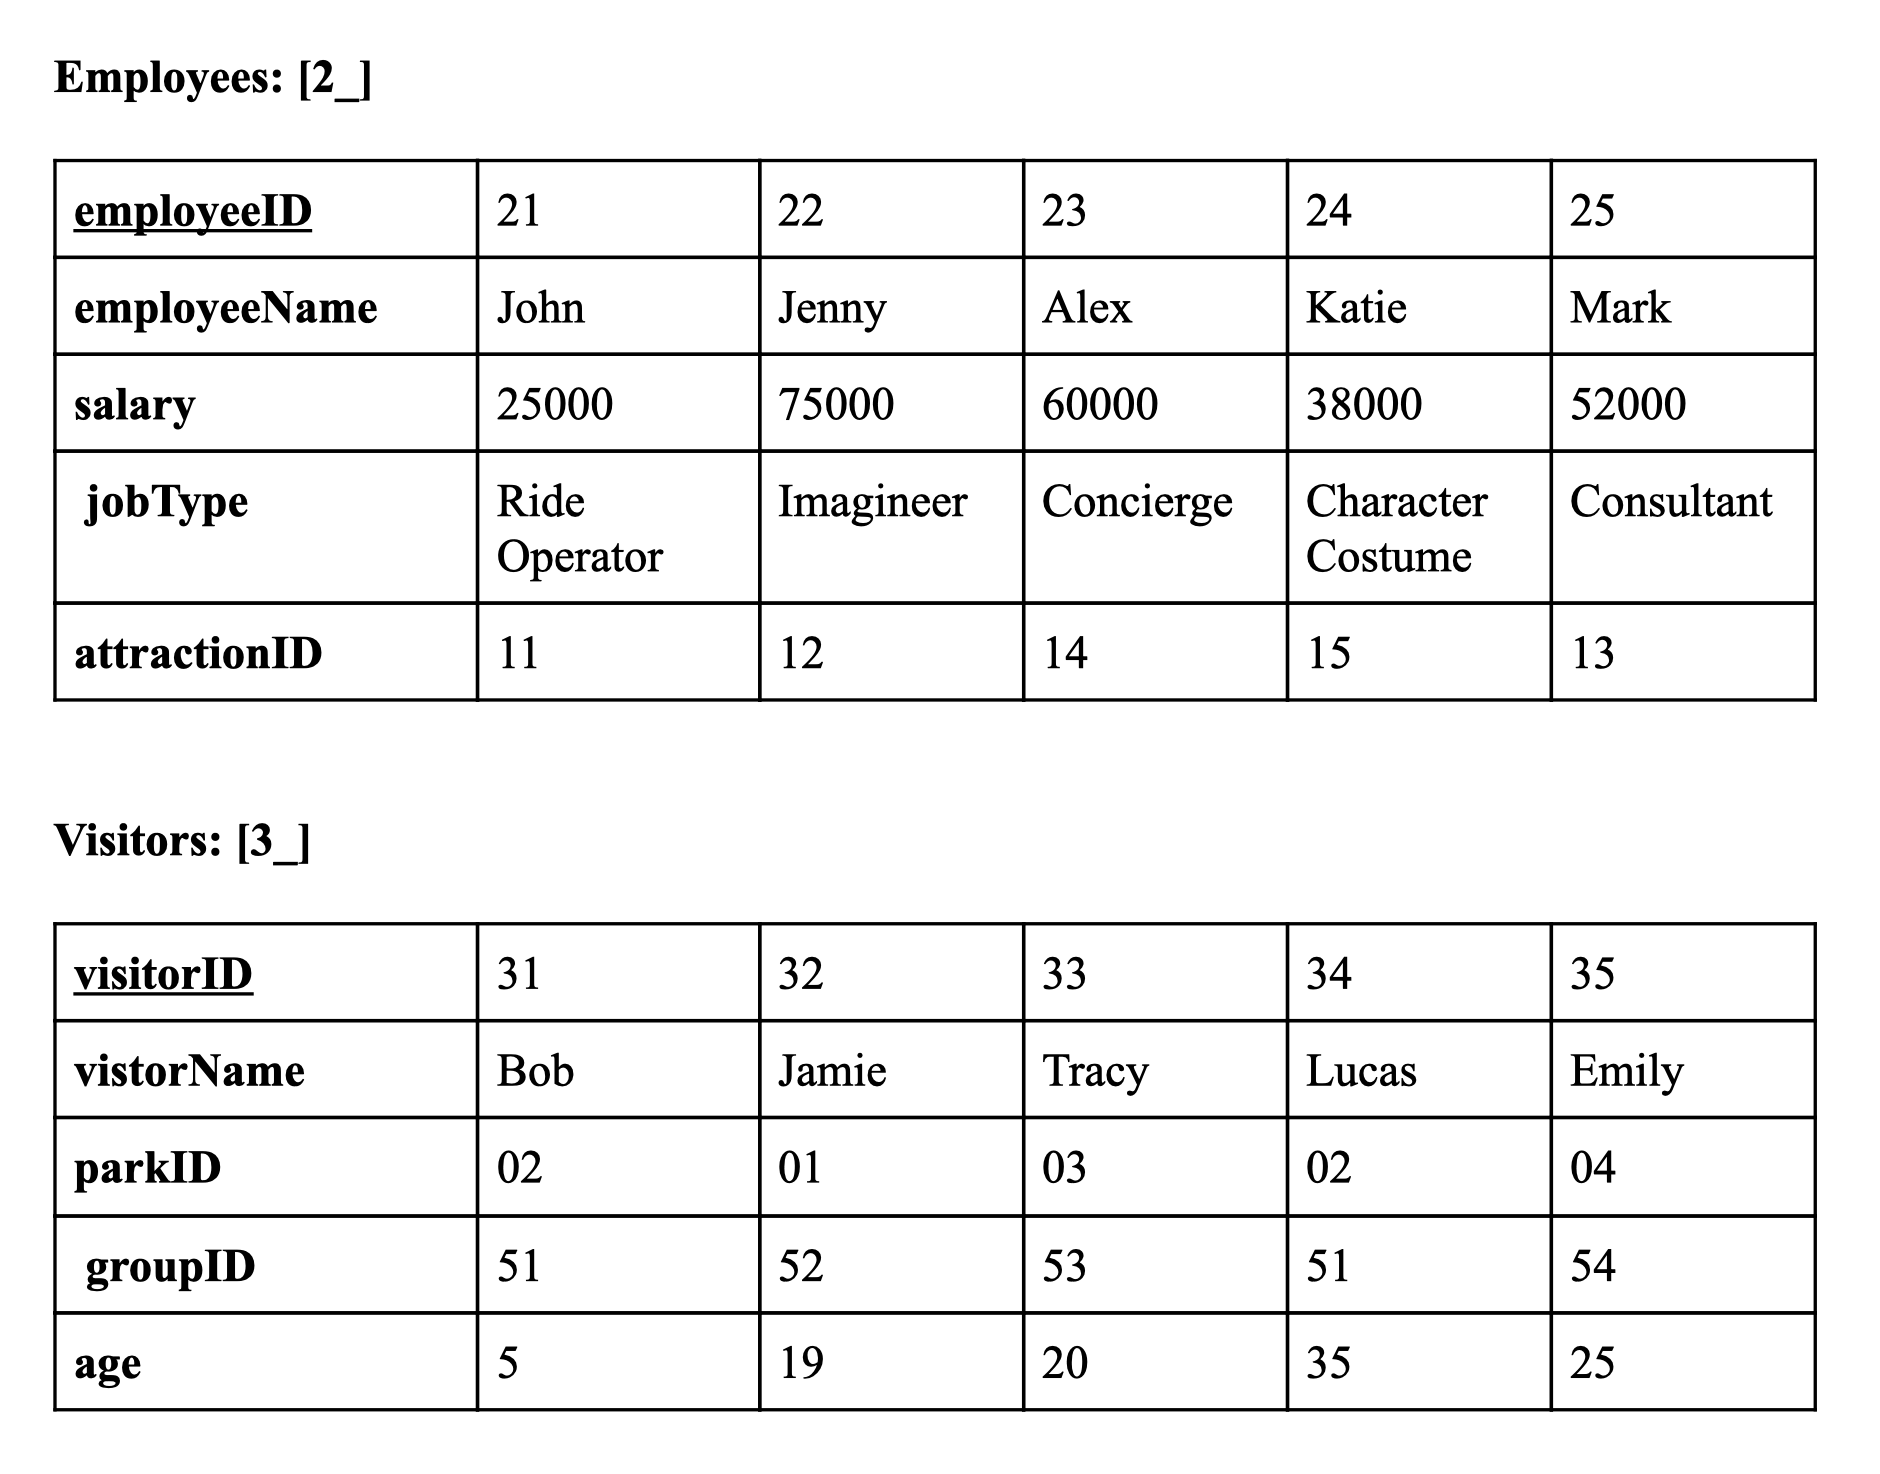 Employees: [2_]
employeeID 21 22 23 24 25
employeeName John Jenny Alex Katie Mark
salary 25000 75000 60000 38000 52000
jobType Ride Imagineer Concierge Character Consultant
Operator Costume
attractionID 11 12 14 15 13
Visitors: [3_]
visitorID 31 32 33 34 35
vistorName Bob Jamie Tracy Lucas Emily
parkID 02 01 03 02 04
groupID 51 52 53 51 54
age 5 19 20 35 25